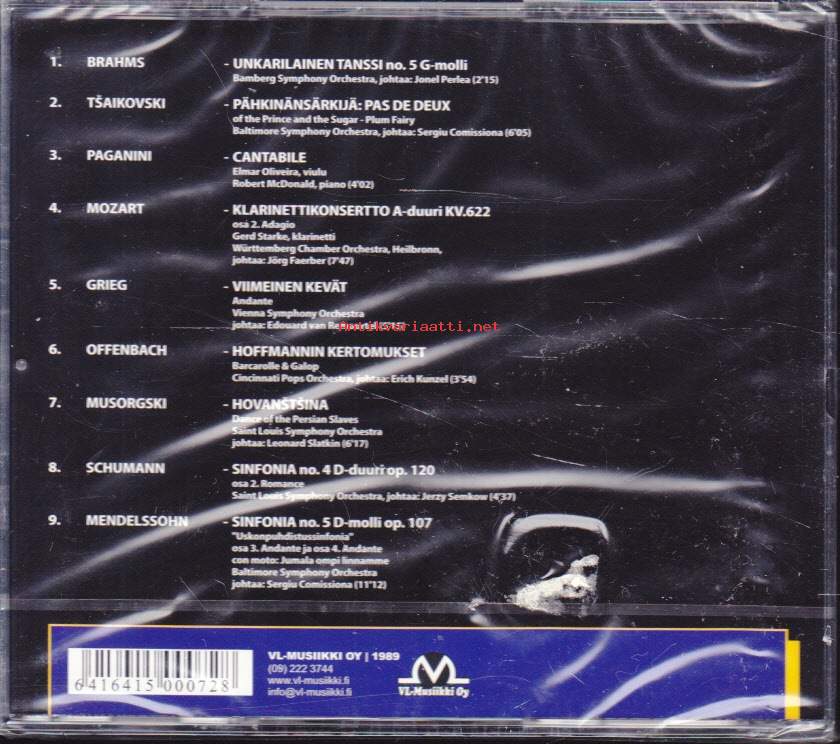 1. BRAHMS - UNKARILAINEN TANSSI no. 5 G-molli
Bamberg Symphony Orchestra, johtaa: Jonel Perlea (2'15)
2. TŠAIKOVSKI - PÄHKINÄNSÄRKIJÄ: PAS DE DEUX
of the Prince and the Sugar - Plum Fairy
Baltimore Symphony Orchestra, johtaa: Sergiu Comissiona (6'05)
3. PAGANINI - CANTABILE
Elmar Oliveira, viulu
Robert McDonald, piano (4'02)
4. MOZART - KLARINETTIKONSERTTO A-duuri KV.622
osa 2. Adagio
Gerd Starke, klarinetti
Württemberg Chamber Orchestra, Heilbronn,
johtaa: Jörg Faerber (7'47)
5. GRIEG - VIIMEINEN KEVÄT
Andante
Vienna Symphony Orchestra
johtaa: Edouard van
Antikvariaatti.net
6. OFFENBACH - HOFFMANNIN KERTOMUKSET
Barcarolle & Galop
Cincinnati Pops Orchestra, johtaa: Erich Kunzel (3'54)
7. MUSORGSKI - HOVANŠTŠINA
Dance of the Persian Slaves
Saint Louis Symphony Orchestra
johtaa: Leonard Slatkin (6'17)
8. SCHUMANN - SINFONIA no. 4 D-duuri op. 120
osa 2. Romance
Saint Louis Symphony Orchestra, johtaa: Jerzy Semkow (4'37)
9. MENDELSSOHN - SINFONIA no. 5 D-molli op. 107
"Uskonpuhdistussinfonia"
osa 3. Andante ja osa 4. Andante
con moto: Jumala ompi linnamme
Baltimore Symphony Orchestra
johtaa: Sergiu Comissiona (11'12)
VL-MUSIIKKI OY | 1989
(09) 222 3744
www.vl-musiikki.fi
info@vl-musiikki.fi
VL-Musiikki Oy
6 416415 000728